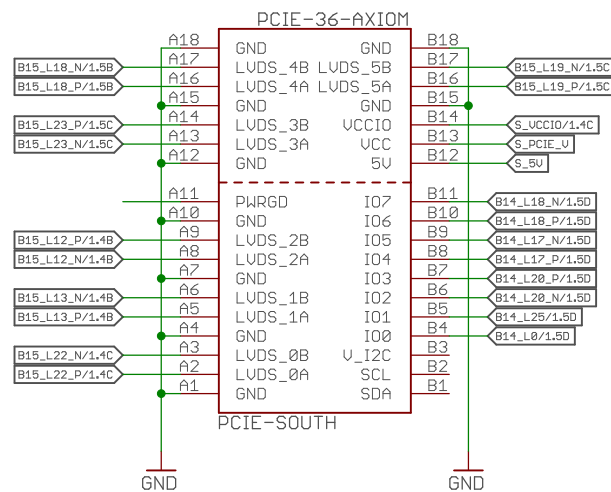 PCIE-36-AXIOM
A18 GND GND B18
B15_L18_N/1.5B A17 LVDS_4B LVDS_5B B17 B15_L19_N/1.5C
B15_L18_P/1.5B A16 LVDS_4A LVDS_5A B16 B15_L19_P/1.5C
A15 GND GND B15
B15_L23_P/1.5C A14 LVDS_3B VCCIO B14 S_VCCIO/1.4C
B15_L23_N/1.5C A13 LVDS_3A VCC B13 S_PCIE_V
A12 GND 5V B12 S_5V
A11 PWRGD IO7 B11 B14_L18_N/1.5D
A10 GND IO6 B10 B14_L18_P/1.5D
B15_L12_P/1.4B A9 LVDS_2B IO5 B9 B14_L17_N/1.5D
B15_L12_N/1.4B A8 LVDS_2A IO4 B8 B14_L17_P/1.5D
A7 GND IO3 B7 B14_L20_P/1.5D
B15_L13_N/1.4B A6 LVDS_1B IO2 B6 B14_L20_N/1.5D
B15_L13_P/1.4B A5 LVDS_1A IO1 B5 B14_L25/1.5D
A4 GND IO0 B4 B14_L0/1.5D
B15_L22_N/1.4C A3 LVDS_0B V_I2C B3
B15_L22_P/1.4C A2 LVDS_0A SCL B2
A1 GND SDA B1
PCIE-SOUTH
GND GND